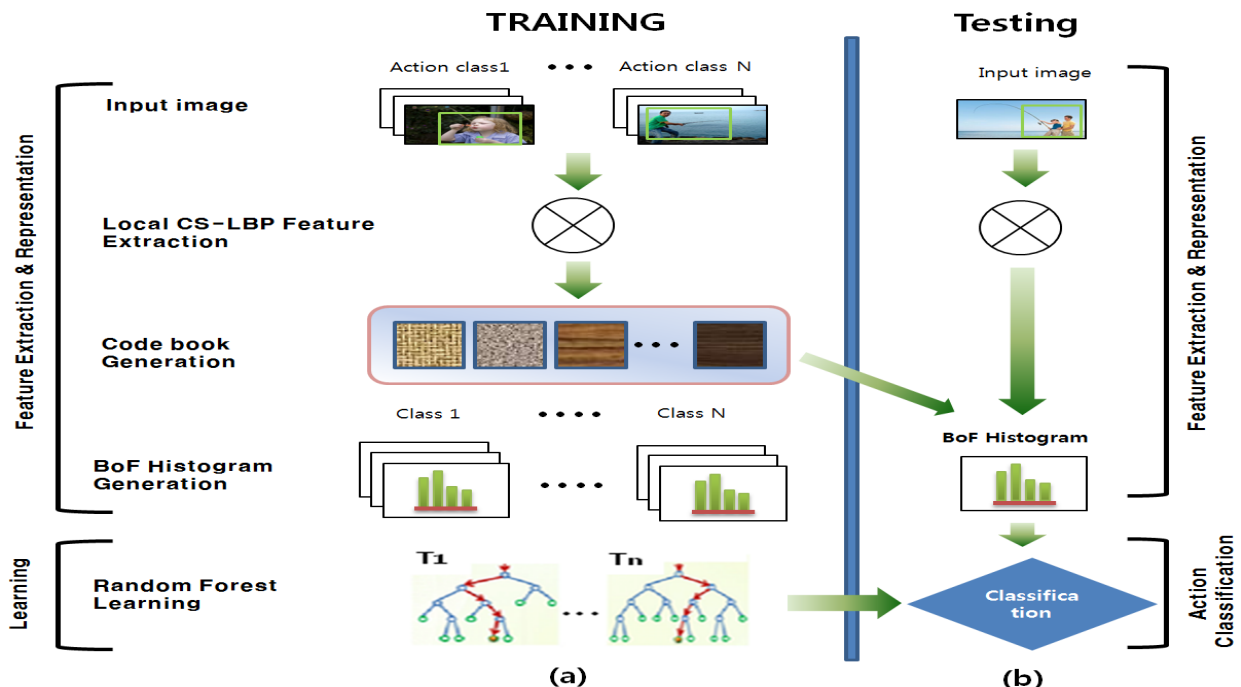 TRAINING
Testing
Action class1
Action class N
Input image
Input image
Local CS-LBP Feature
Extraction
Feature Extraction & Representation
Feature Extraction & Representation
Code book
Generation
Class 1
Class N
BoF Histogram
BoF Histogram
Generation
T1
Tn
Learning
Random Forest
Learning
Classifica
tion
Action
Classification
(a)
(b)